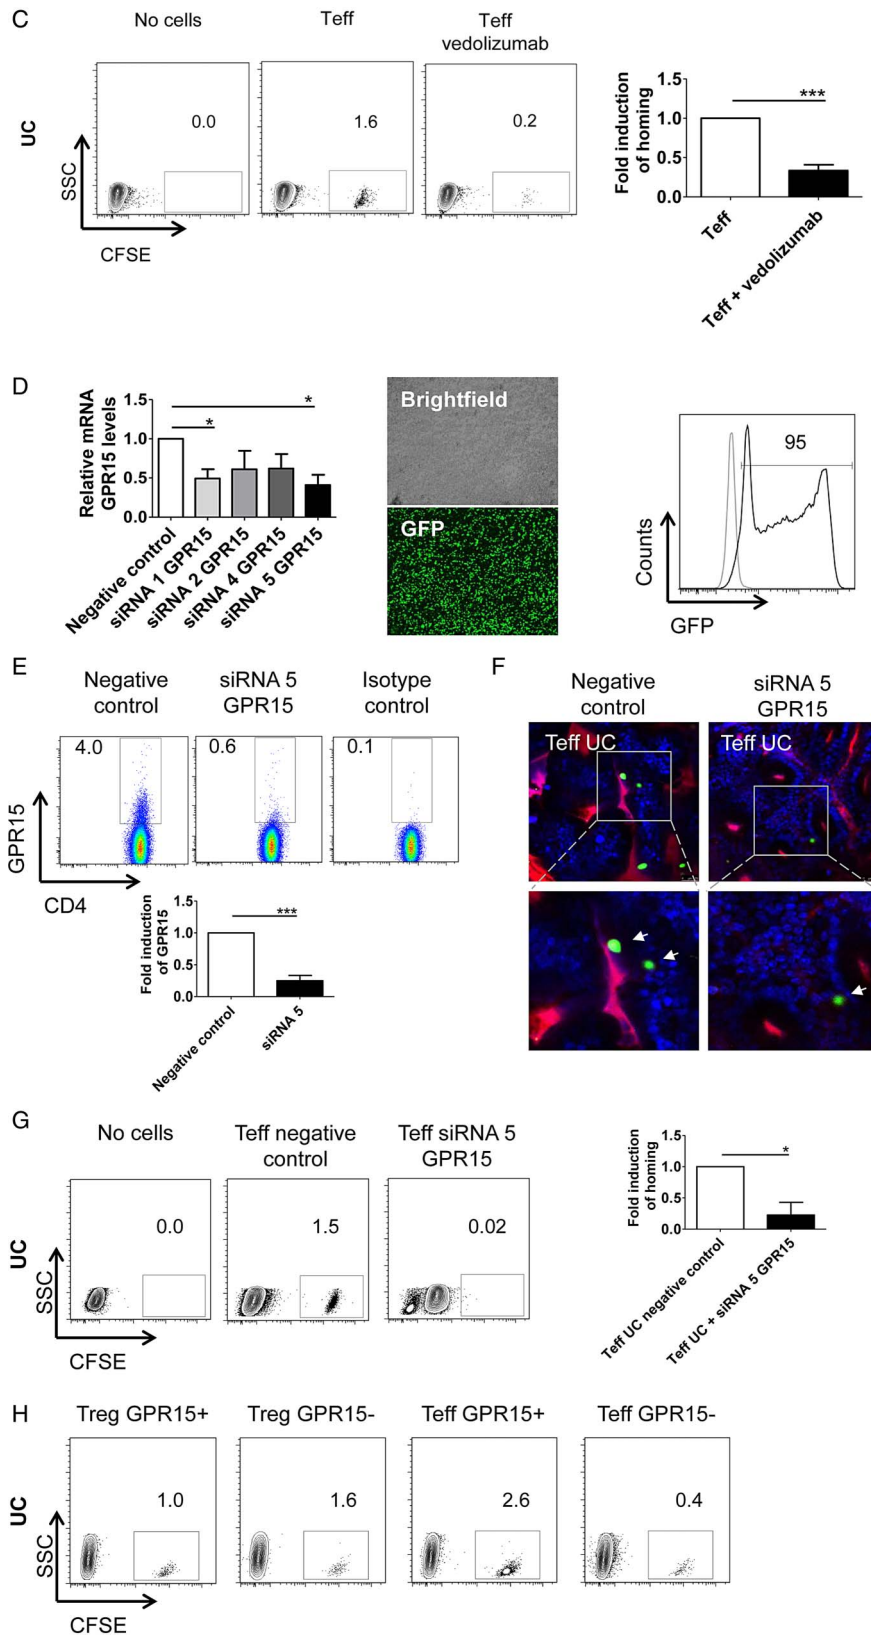 C
No cells
Teff
Teff
vedolizumab
UC
SSC
0.0
1.6
0.2
CFSE
Fold induction
of homing
1.5
1.0
0.5
0.0
***
Teff
Teff + vedolizumab
D
Relative mRNA
GPR15 levels
1.5
1.0
0.5
0.0
*
*
Negative control
siRNA 1 GPR15
siRNA 2 GPR15
siRNA 4 GPR15
siRNA 5 GPR15
Brightfield
GFP
Counts
95
GFP
E
Negative
control
siRNA 5
GPR15
Isotype
control
4.0
0.6
0.1
GPR15
CD4
Fold induction
of GPR15
1.5
1.0
0.5
0.0
***
Negative control
siRNA 5
F
Negative
control
siRNA 5
GPR15
Teff UC
Teff UC
G
No cells
Teff negative
control
Teff siRNA 5
GPR15
UC
SSC
0.0
1.5
0.02
CFSE
Fold induction
of homing
1.5
1.0
0.5
0.0
*
Teff UC negative control
Teff UC + siRNA 5 GPR15
H
Treg GPR15+
Treg GPR15-
Teff GPR15+
Teff GPR15-
UC
SSC
1.0
1.6
2.6
0.4
CFSE